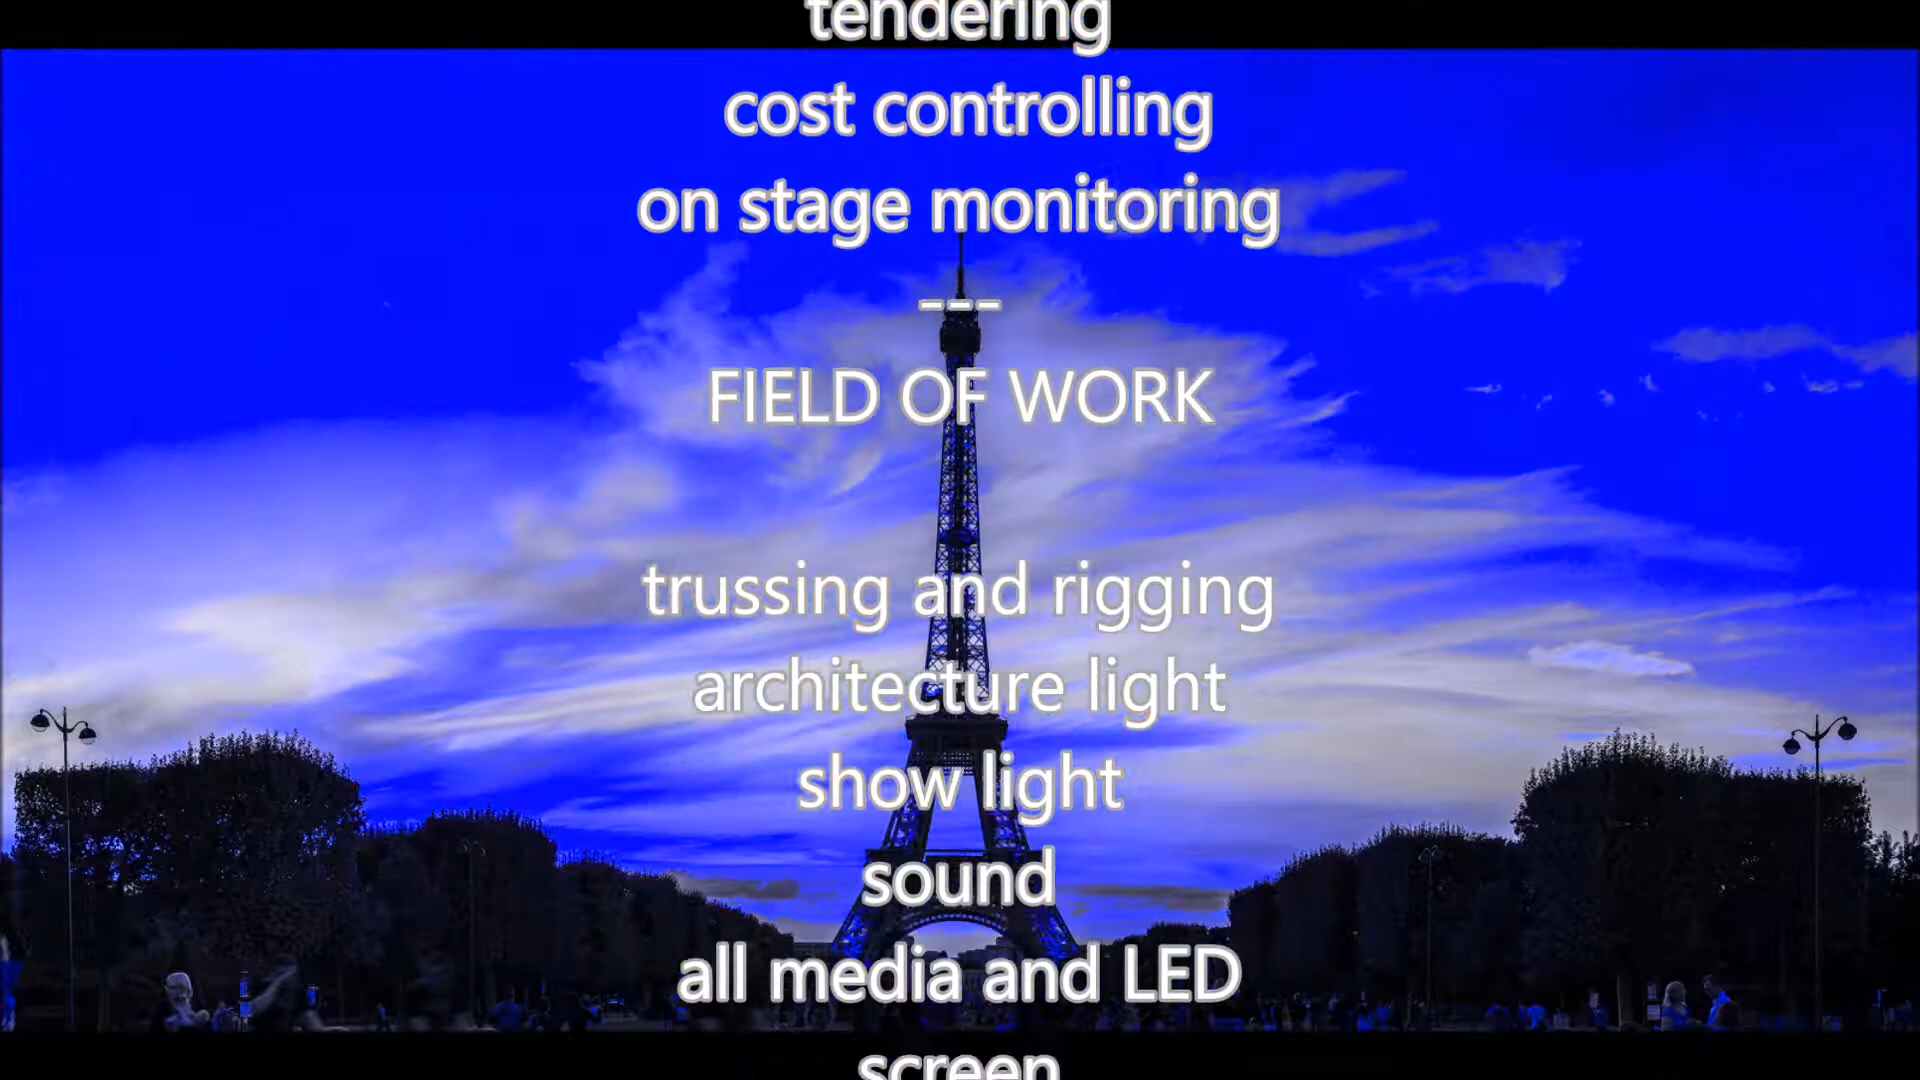 tendering
cost controlling
on stage monitoring
---
FIELD OF WORK
trussing and rigging
architecture light
show light
sound
all media and LED
screen